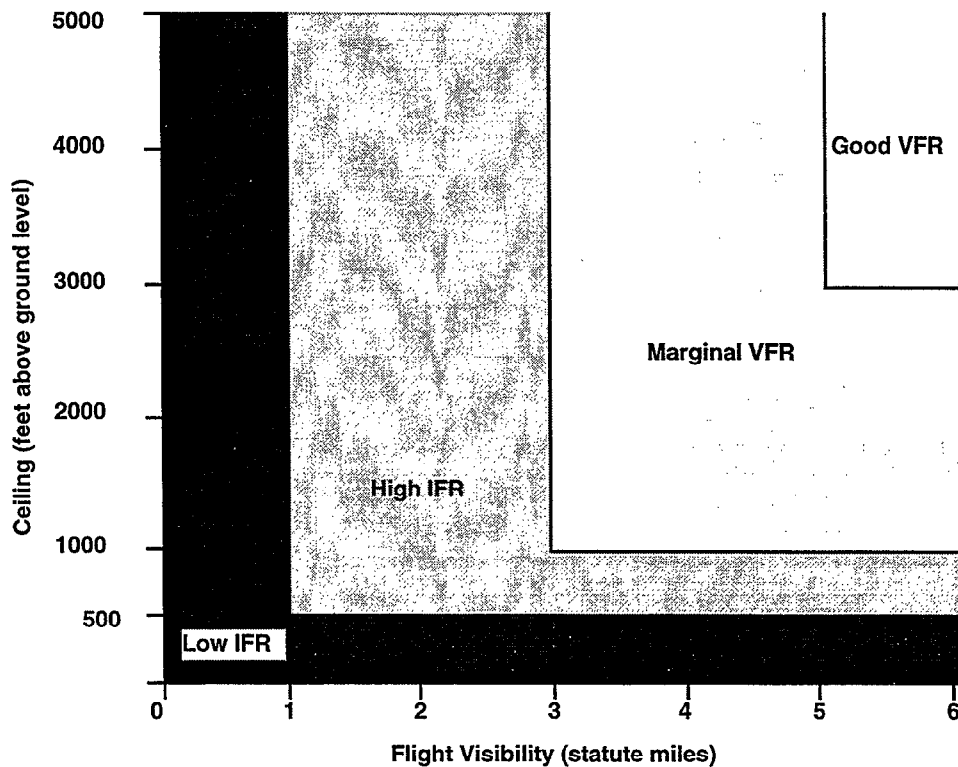 5000
4000
3000
2000
1000
500
Ceiling (feet above ground level)
Good VFR
Marginal VFR
High IFR
Low IFR
0 1 2 3 4 5 6
Flight Visibility (statute miles)